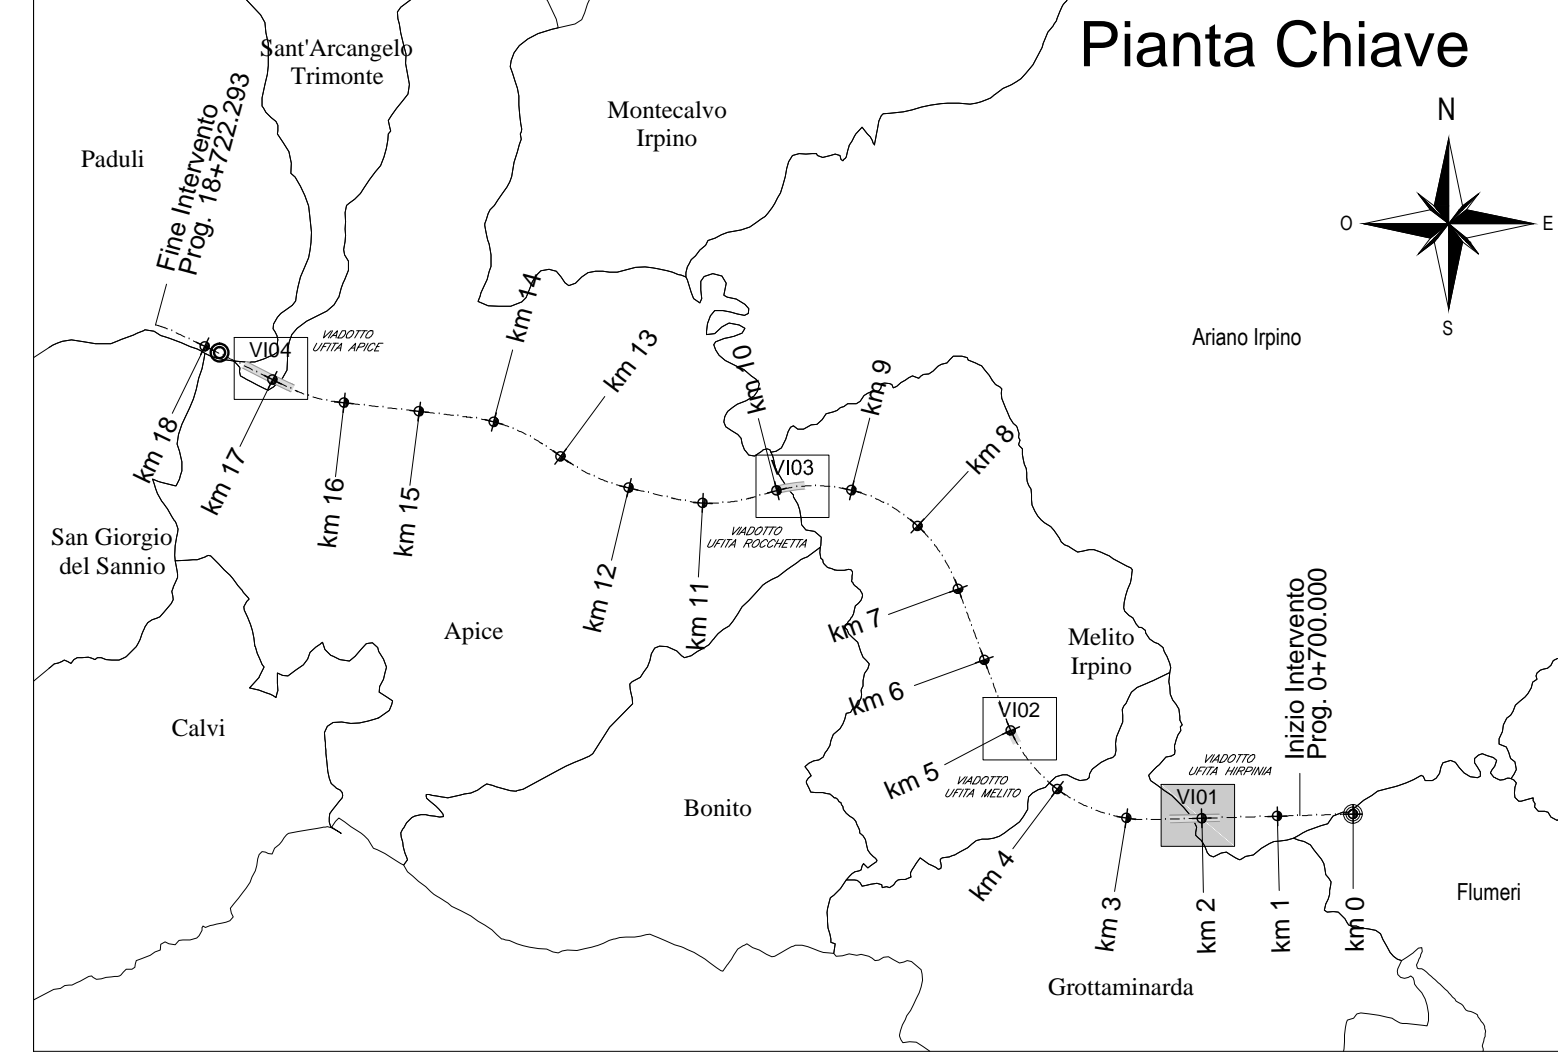 Pianta Chiave
N
O
E
S
Sant'Arcangelo
Trimonte
Montecalvo
Irpino
Paduli
Fine Intervento
Prog. 18+722.293
Ariano Irpino
VI04
VIADOTTO
UFITA APICE
km 14
km 13
km 10
km 9
km 8
km 18
km 17
km 16
km 15
VI03
VIADOTTO
UFITA ROCCHETTA
San Giorgio
del Sannio
km 12
km 11
Apice
km 7
Melito
Irpino
km 6
Inizio Intervento
Prog. 0+700.000
Calvi
VI02
km 5
VIADOTTO
UFITA MELITO
VIADOTTO
UFITA HIRPINIA
VI01
Bonito
km 4
km 3
km 2
km 1
km 0
Flumeri
Grottaminarda